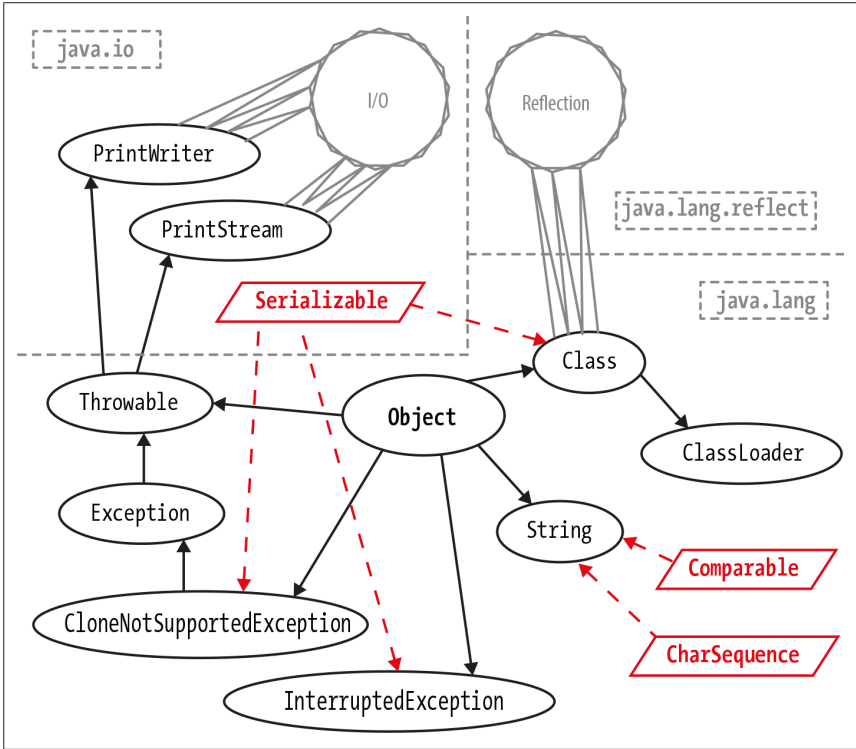 java.io
I/O
Reflection
PrintWriter
java.lang.reflect
PrintStream
Serializable
java.lang
Class
Throwable
Object
ClassLoader
Exception
String
Comparable
CloneNotSupportedException
CharSequence
InterruptedException